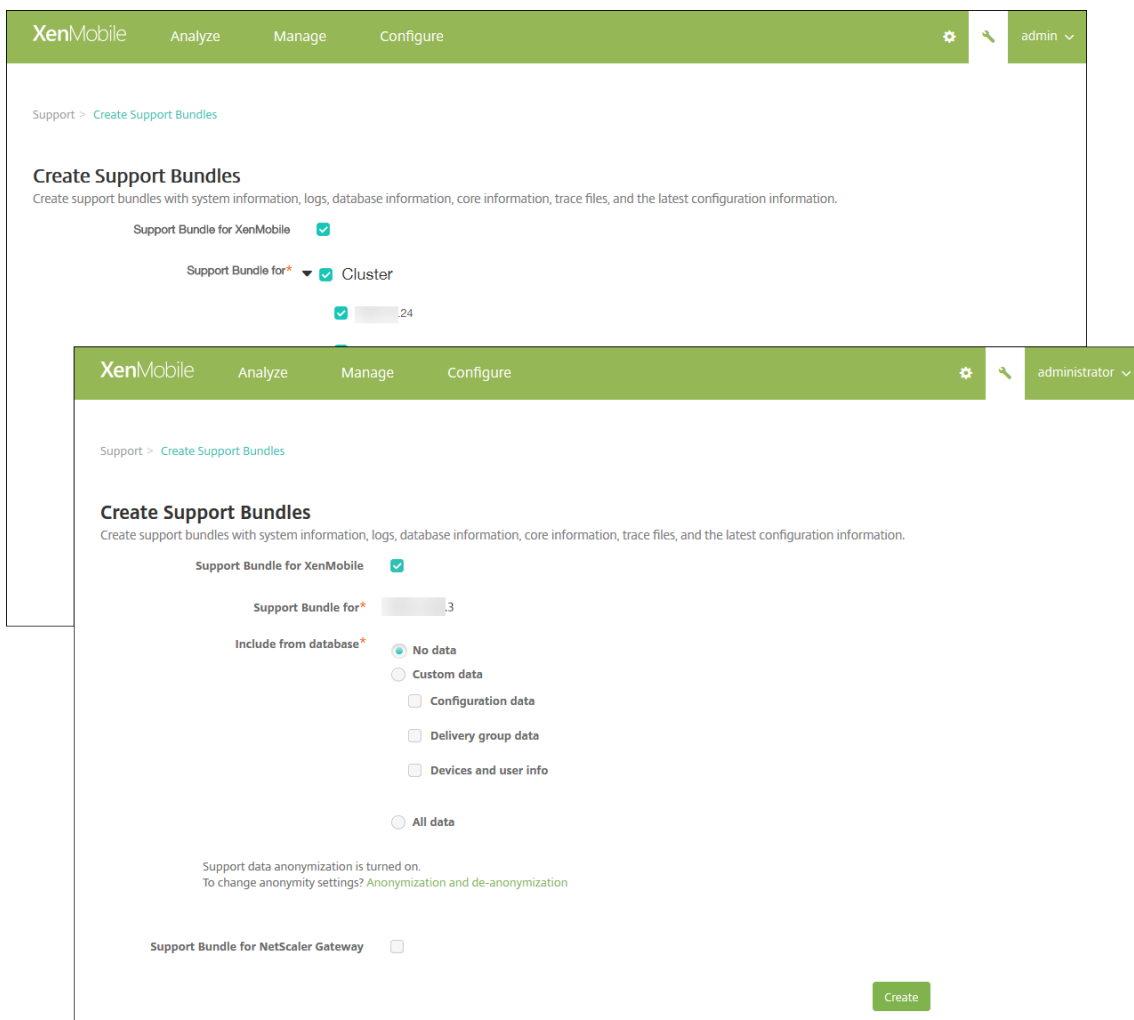 XenMobile Analyze Manage Configure admin
Support > Create Support Bundles
Create Support Bundles
Create support bundles with system information, logs, database information, core information, trace files, and the latest configuration information.
Support Bundle for XenMobile
Support Bundle for* Cluster
.24
XenMobile Analyze Manage Configure administrator
Support > Create Support Bundles
Create Support Bundles
Create support bundles with system information, logs, database information, core information, trace files, and the latest configuration information.
Support Bundle for XenMobile
Support Bundle for* .3
Include from database* No data
Custom data
Configuration data
Delivery group data
Devices and user info
All data
Support data anonymization is turned on.
To change anonymity settings? Anonymization and de-anonymization
Support Bundle for NetScaler Gateway
Create